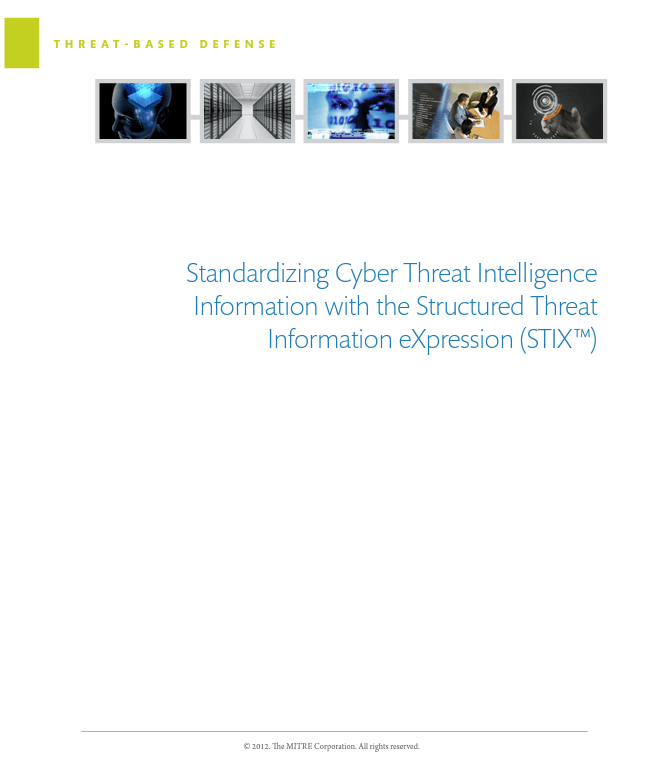 THREAT-BASED DEFENSE
Standardizing Cyber Threat Intelligence
Information with the Structured Threat
Information eXpression (STIX™)
© 2012. The MITRE Corporation. All rights reserved.